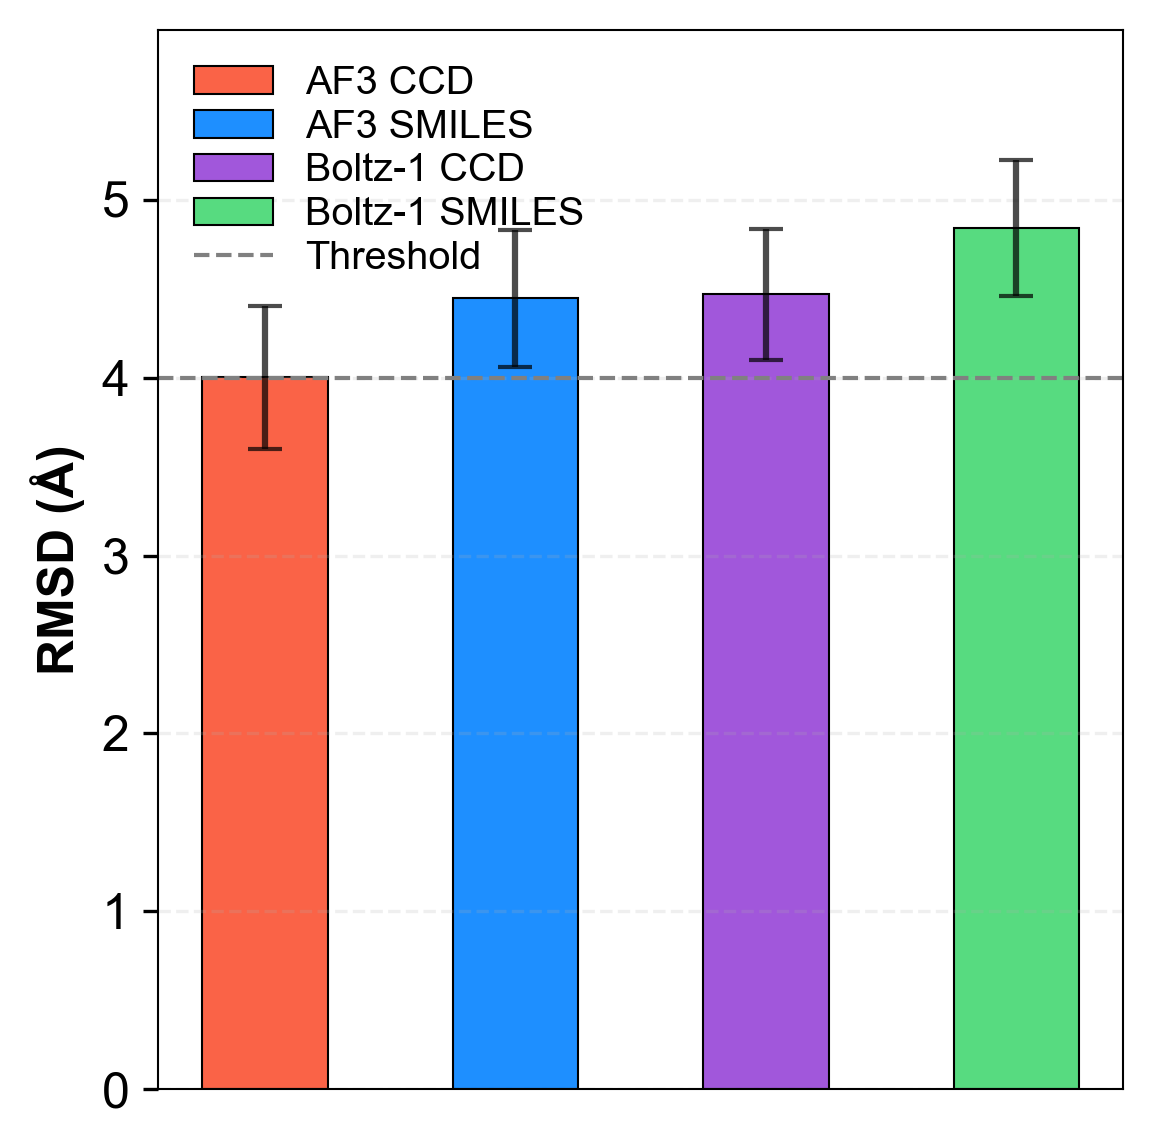 AF3 CCD
AF3 SMILES
Boltz-1 CCD
Boltz-1 SMILES
Threshold
RMSD (Å)
5
4
3
2
1
0